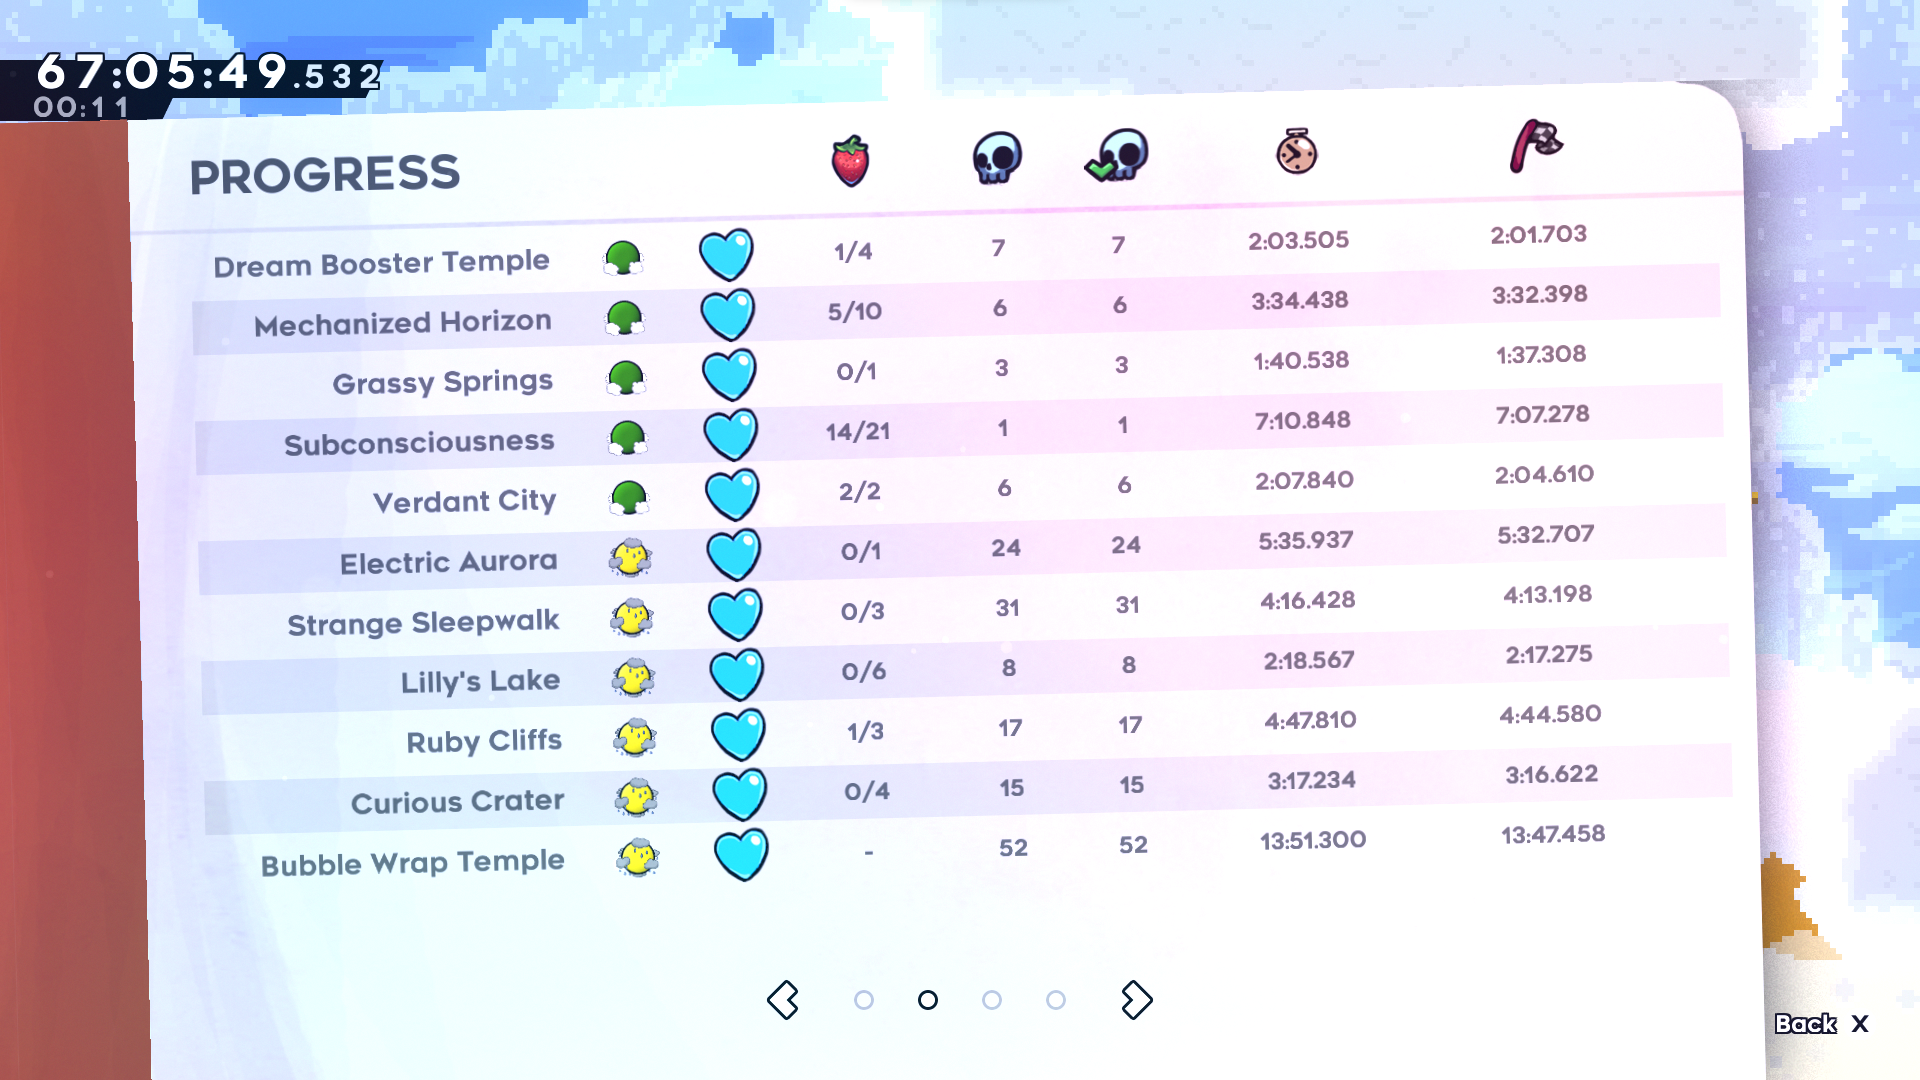 67:05:49.532
00:11
PROGRESS
Dream Booster Temple 1/4 7 7 2:03.505 2:01.703
Mechanized Horizon 5/10 6 6 3:34.438 3:32.398
Grassy Springs 0/1 3 3 1:40.538 1:37.308
Subconsciousness 14/21 1 1 7:10.848 7:07.278
Verdant City 2/2 6 6 2:07.840 2:04.610
Electric Aurora 0/1 24 24 5:35.937 5:32.707
Strange Sleepwalk 0/3 31 31 4:16.428 4:13.198
Lilly's Lake 0/6 8 8 2:18.567 2:17.275
Ruby Cliffs 1/3 17 17 4:47.810 4:44.580
Curious Crater 0/4 15 15 3:17.234 3:16.622
Bubble Wrap Temple - 52 52 13:51.300 13:47.458
Back X